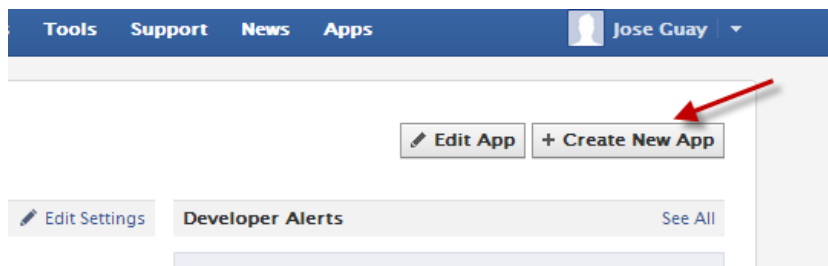 Tools Support News Apps Jose Guay
Edit App + Create New App
Edit Settings Developer Alerts See All